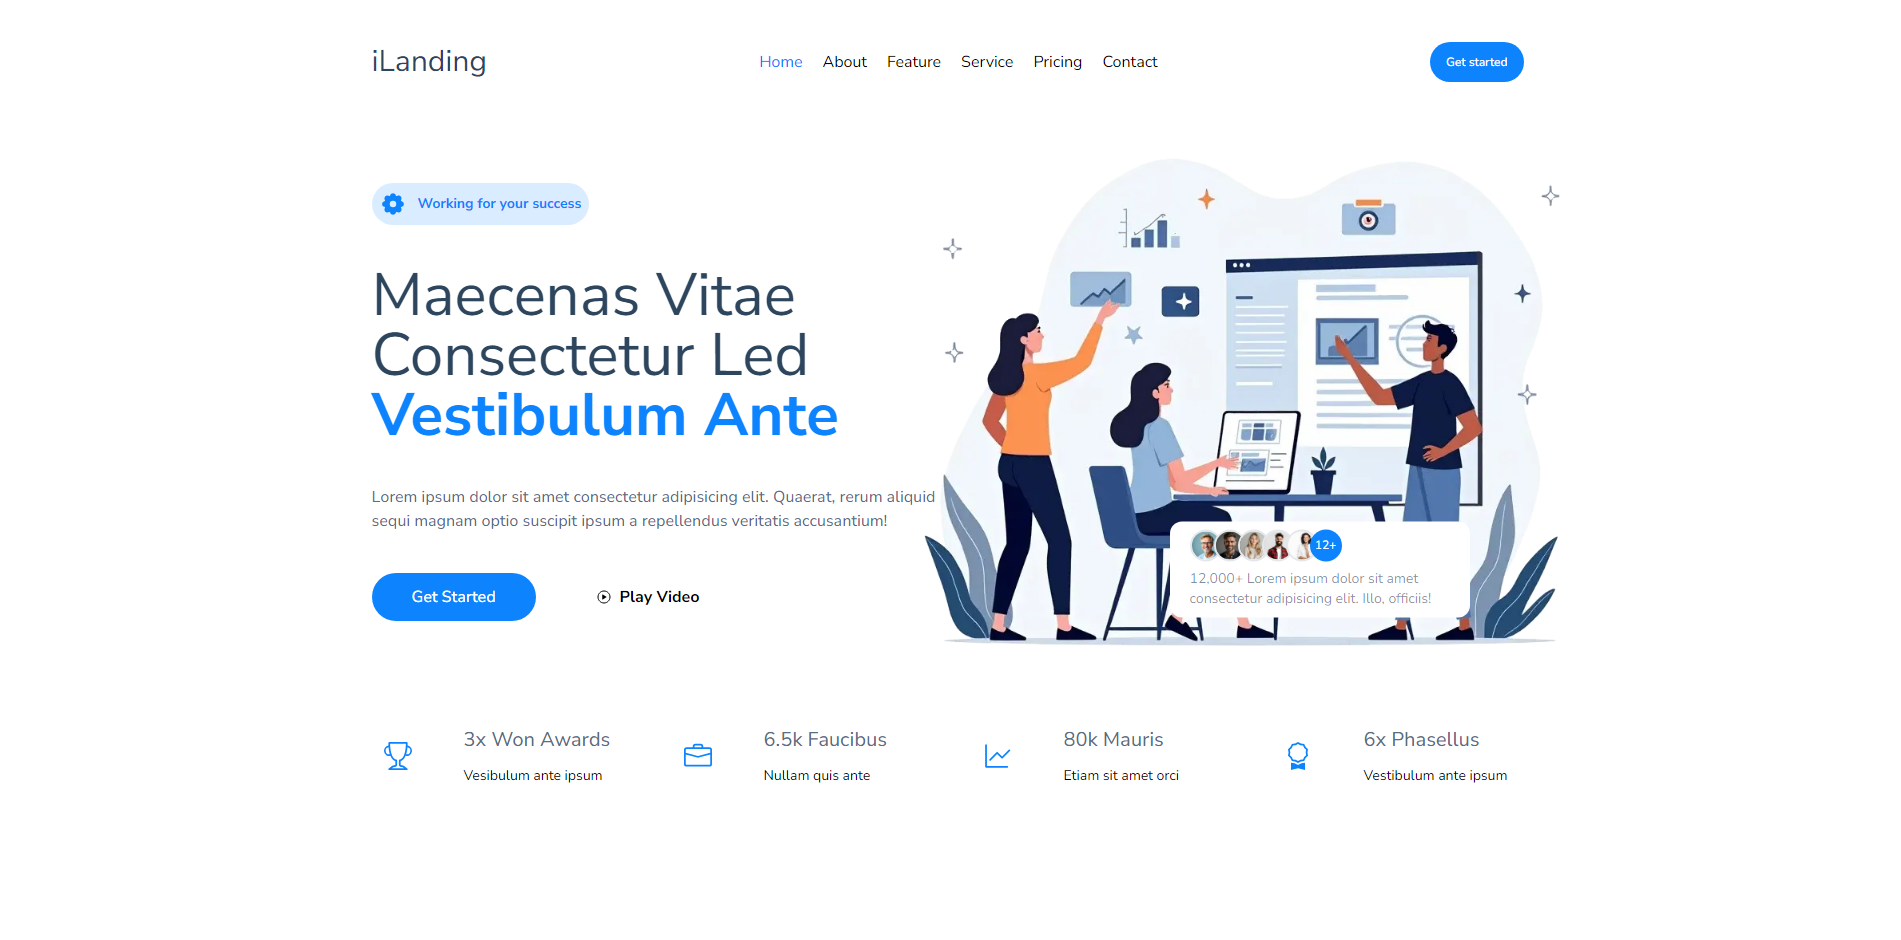 iLanding
Home About Feature Service Pricing Contact
Get started
Working for your success
Maecenas Vitae
Consectetur Led
Vestibulum Ante
Lorem ipsum dolor sit amet consectetur adipisicing elit. Quaerat, rerum aliquid
sequi magnam optio suscipit ipsum a repellendus veritatis accusantium!
Get Started
Play Video
12+
12,000+ Lorem ipsum dolor sit amet
consectetur adipisicing elit. Illo, officiis!
3x Won Awards
Vesibulum ante ipsum
6.5k Faucibus
Nullam quis ante
80k Mauris
Etiam sit amet orci
6x Phasellus
Vestibulum ante ipsum